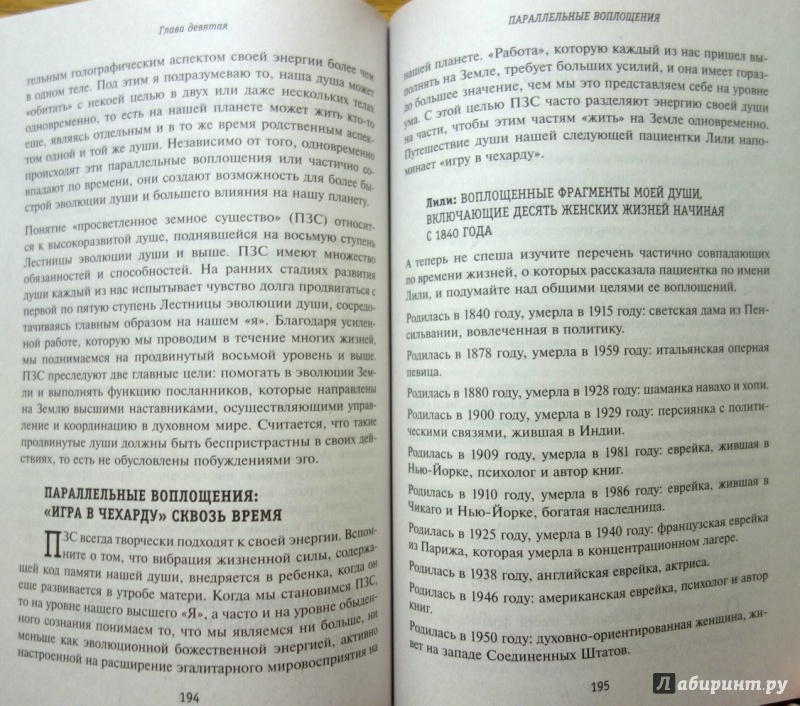 Глава девятая
тельным голографическим аспектом своей энергии более чем
в одном теле. Под этим я подразумеваю то, наша душа может
«обитать» с некоей целью в двух или даже нескольких телах
одновременно, то есть на нашей планете может жить кто-то
еще, являясь отдельным и в то же время родственным аспек-
том одной и той же души. Независимо от того, одновременно
происходят эти параллельные воплощения или частично со-
впадают по времени, они создают возможность для более бы-
строй эволюции души и большего влияния на нашу планету.
Понятие «просветленное земное существо» (ПЗС) относит-
ся к высокоразвитой душе, поднявшейся на восьмую ступень
Лестницы эволюции души и выше. ПЗС имеют множество
обязанностей и способностей. На ранних стадиях развития
души каждый из нас испытывает чувство долга продвигаться с
первой по пятую ступень Лестницы эволюции души, сосредо-
тачиваясь главным образом на нашем «я». Благодаря усилен-
ной работе, которую мы проводим в течение многих жизней,
мы поднимаемся на продвинутый восьмой уровень и выше.
ПЗС преследуют две главные цели: помогать в эволюции Зем-
ли и выполнять функцию посланников, которые направлены
на Землю высшими наставниками, осуществляющими управ-
ление и координацию в духовном мире. Считается, что такие
продвинутые души должны быть беспристрастны в своих дей-
ствиях, то есть не обусловлены побуждениями эго.
ПАРАЛЛЕЛЬНЫЕ ВОПЛОЩЕНИЯ:
«ИГРА В ЧЕХАРДУ» СКВОЗЬ ВРЕМЯ
ПЗС всегда творчески подходят к своей энергии. Вспом-
ните о том, что вибрация жизненной силы, содержа-
щей код памяти нашей души, внедряется в ребенка, когда он
еще развивается в утробе матери. Когда мы становимся ПЗС,
то на уровне нашего высшего «Я», а часто и на уровне обыден-
ного сознания понимаем то, что мы являемся ни больше, ни
меньше как эволюционной божественной энергией, активно
настроенной на расширение эгалитарного мировосприятия на
194
ПАРАЛЛЕЛЬНЫЕ ВОПЛОЩЕНИЯ
нашей планете. «Работа», которую каждый из нас пришел вы-
полнять на Земле, требует больших усилий, и она имеет гораз-
до большее значение, чем мы это представляем себе на уровне
ума. С этой целью ПЗС часто разделяют энергию своей души
на части, чтобы этим частям «жить» на Земле одновременно.
Путешествие души нашей следующей пациентки Лили напо-
минает «игру в чехарду».
Лили: ВОПЛОЩЕННЫЕ ФРАГМЕНТЫ МОЕЙ ДУШИ,
ВКЛЮЧАЮЩИЕ ДЕСЯТЬ ЖЕНСКИХ ЖИЗНЕЙ НАЧИНАЯ
С 1840 ГОДА
А теперь не спеша изучите перечень частично совпадающих
по времени жизней, о которых рассказала пациентка по имени
Лили, и подумайте над общими целями ее воплощений.
Родилась в 1840 году, умерла в 1915 году: светская дама из Пен-
сильвании, вовлеченная в политику.
Родилась в 1878 году, умерла в 1959 году: итальянская оперная
певица.
Родилась в 1880 году, умерла в 1928 году: шаманка навахо и хопи.
Родилась в 1900 году, умерла в 1929 году: персиянка с полити-
ческими связями, жившая в Индии.
Родилась в 1909 году, умерла в 1981 году: еврейка, жившая в
Нью-Йорке, психолог и автор книг.
Родилась в 1910 году, умерла в 1986 году: еврейка, жившая в
Чикаго и Нью-Йорке, богатая наследница.
Родилась в 1925 году, умерла в 1940 году: французская еврейка
из Парижа, которая умерла в концентрационном лагере.
Родилась в 1938 году, английская еврейка, актриса.
Родилась в 1946 году: американская еврейка, психолог и автор
книг.
Родилась в 1950 году: духовно-ориентированная женщина, жи-
вет на западе Соединенных Штатов.
195
Лабиринт.ру